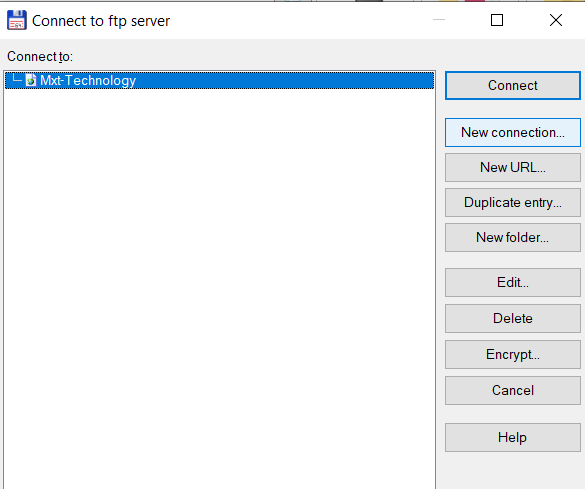 Connect to ftp server
Connect to:
Mxt-Technology
Connect
New connection...
New URL...
Duplicate entry...
New folder...
Edit...
Delete
Encrypt...
Cancel
Help